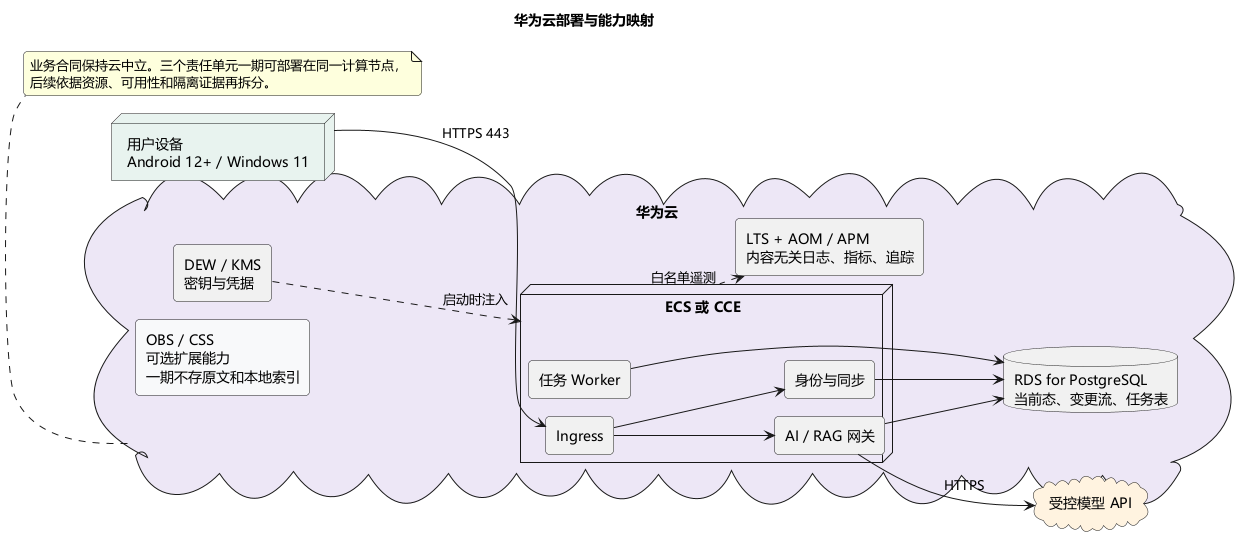 华为云部署与能力映射
业务合同保持云中立。三个责任单元一期可部署在同一计算节点，
后续依据资源、可用性和隔离证据再拆分。
用户设备
Android 12+ / Windows 11
HTTPS 443
华为云
LTS + AOM / APM
内容无关日志、指标、追踪
DEW / KMS
密钥与凭据
白名单遥测
启动时注入
ECS 或 CCE
OBS / CSS
可选扩展能力
一期不存原文和本地索引
任务 Worker
身份与同步
RDS for PostgreSQL
当前态、变更流、任务表
Ingress
AI / RAG 网关
HTTPS
受控模型 API